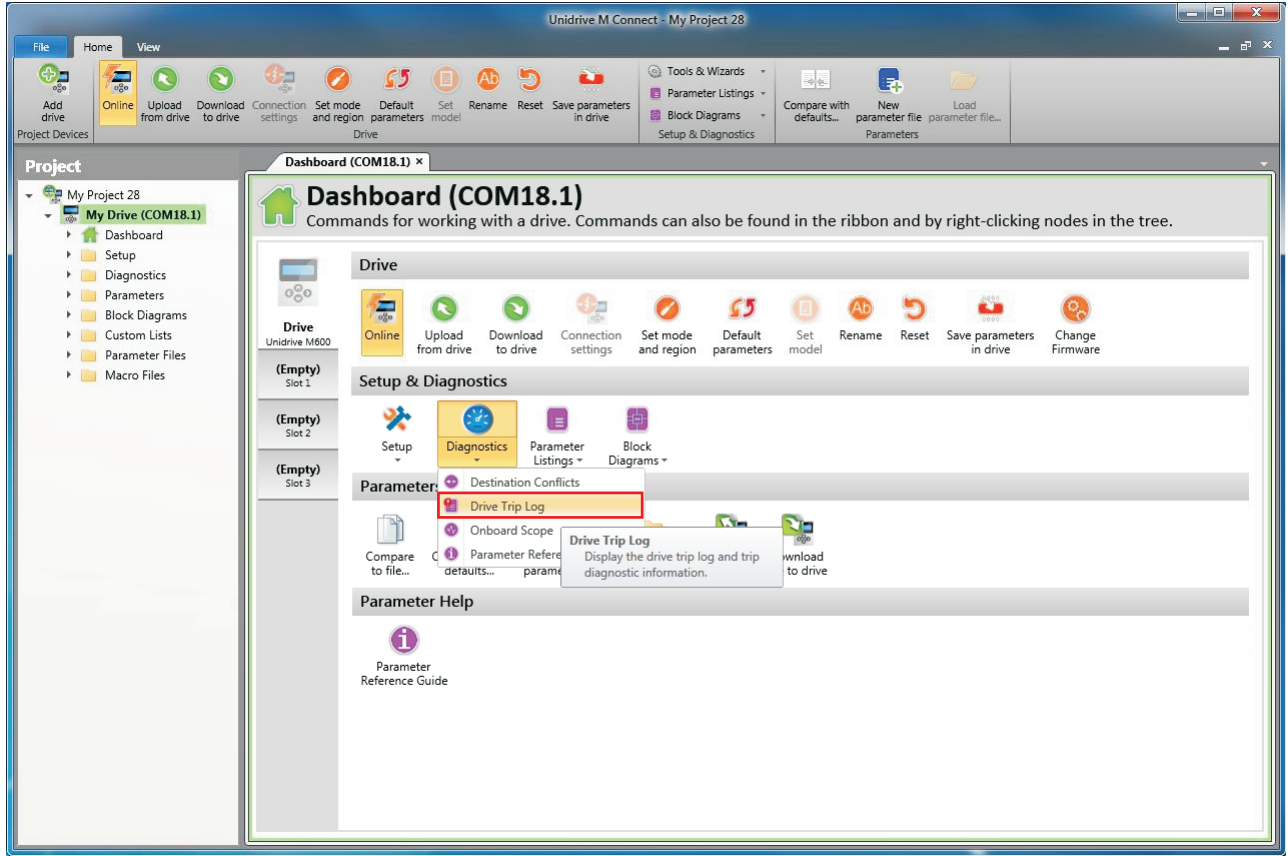 Unidrive M Connect - My Project 28
File Home View
Add drive
Online
Upload from drive
Download to drive
Connection settings
Set mode and region
Default parameters
Set model
Rename
Reset
Save parameters in drive
Tools & Wizards
Parameter Listings
Block Diagrams
Compare with defaults...
New parameter file
Load parameter file...
Project Devices
Drive
Setup & Diagnostics
Parameters
Project
My Project 28
My Drive (COM18.1)
Dashboard
Setup
Diagnostics
Parameters
Block Diagrams
Custom Lists
Parameter Files
Macro Files
Dashboard (COM18.1) ×
Dashboard (COM18.1)
Commands for working with a drive. Commands can also be found in the ribbon and by right-clicking nodes in the tree.
Drive
Unidrive M600
(Empty)
Slot 1
(Empty)
Slot 2
(Empty)
Slot 3
Drive
Online
Upload from drive
Download to drive
Connection settings
Set mode and region
Default parameters
Set model
Rename
Reset
Save parameters in drive
Change Firmware
Setup & Diagnostics
Setup
Diagnostics
Parameter Listings
Block Diagrams
Destination Conflicts
Drive Trip Log
Onboard Scope
Parameter Refere
Drive Trip Log
Display the drive trip log and trip
diagnostic information.
Parameters
Compare to file...
defaults...
parame
wnload
to drive
Parameter Help
Parameter
Reference Guide